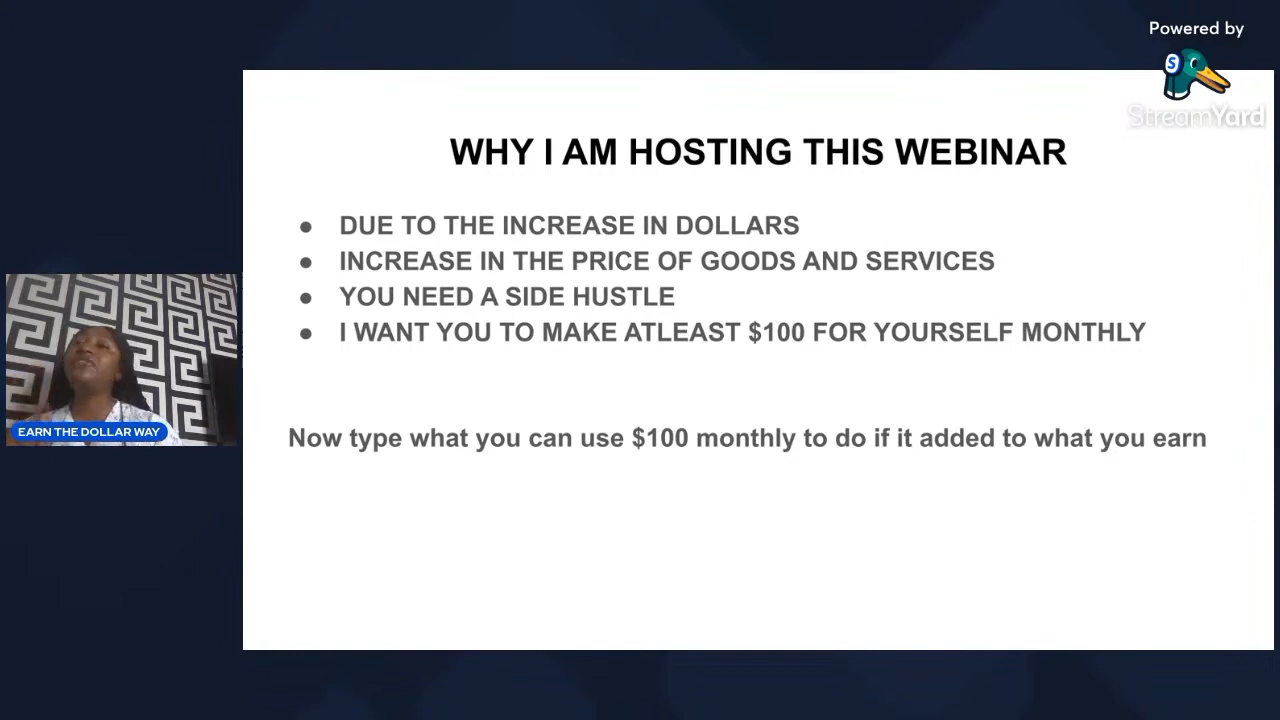 Powered by
S
StreamYard
WHY I AM HOSTING THIS WEBINAR
● DUE TO THE INCREASE IN DOLLARS
● INCREASE IN THE PRICE OF GOODS AND SERVICES
● YOU NEED A SIDE HUSTLE
● I WANT YOU TO MAKE ATLEAST $100 FOR YOURSELF MONTHLY
EARN THE DOLLAR WAY
Now type what you can use $100 monthly to do if it added to what you earn